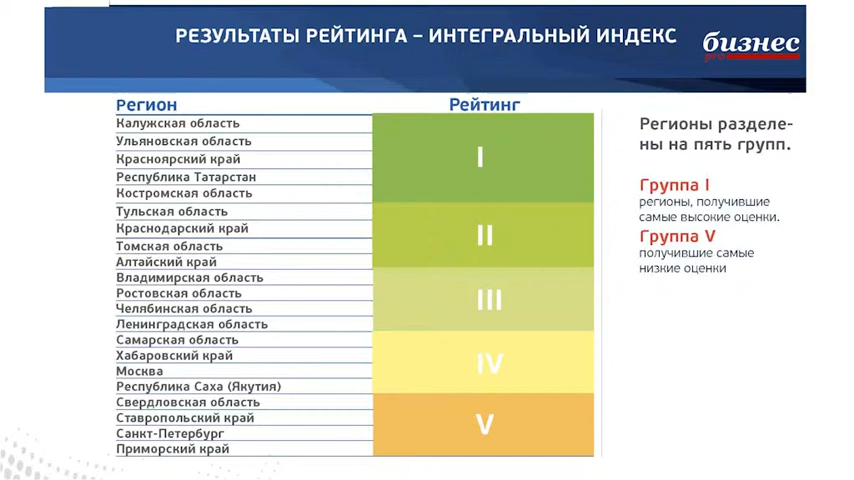 РЕЗУЛЬТАТЫ РЕЙТИНГА – ИНТЕГРАЛЬНЫЙ ИНДЕКС
бизнес
pro
Регион Рейтинг
Калужская область
Ульяновская область
Красноярский край
Республика Татарстан
Костромская область
I
Тульская область
Краснодарский край
Томская область
Алтайский край
II
Владимирская область
Ростовская область
Челябинская область
Ленинградская область
III
Самарская область
Хабаровский край
Москва
Республика Саха (Якутия)
IV
Свердловская область
Ставропольский край
Санкт-Петербург
Приморский край
V
Регионы разделе-
ны на пять групп.
Группа I
регионы, получившие
самые высокие оценки.
Группа V
получившие самые
низкие оценки